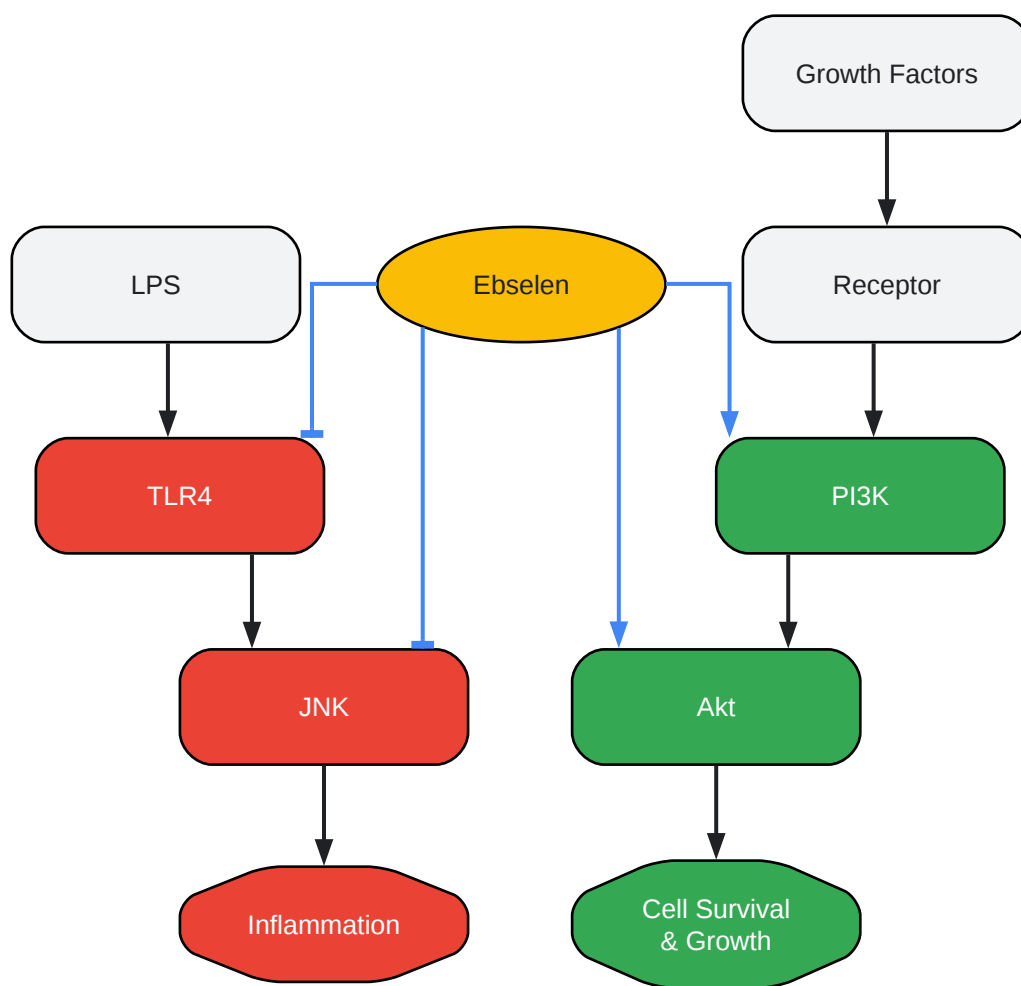 Growth Factors
LPS
Ebselen
Receptor
TLR4
PI3K
JNK
Akt
Inflammation
Cell Survival
& Growth